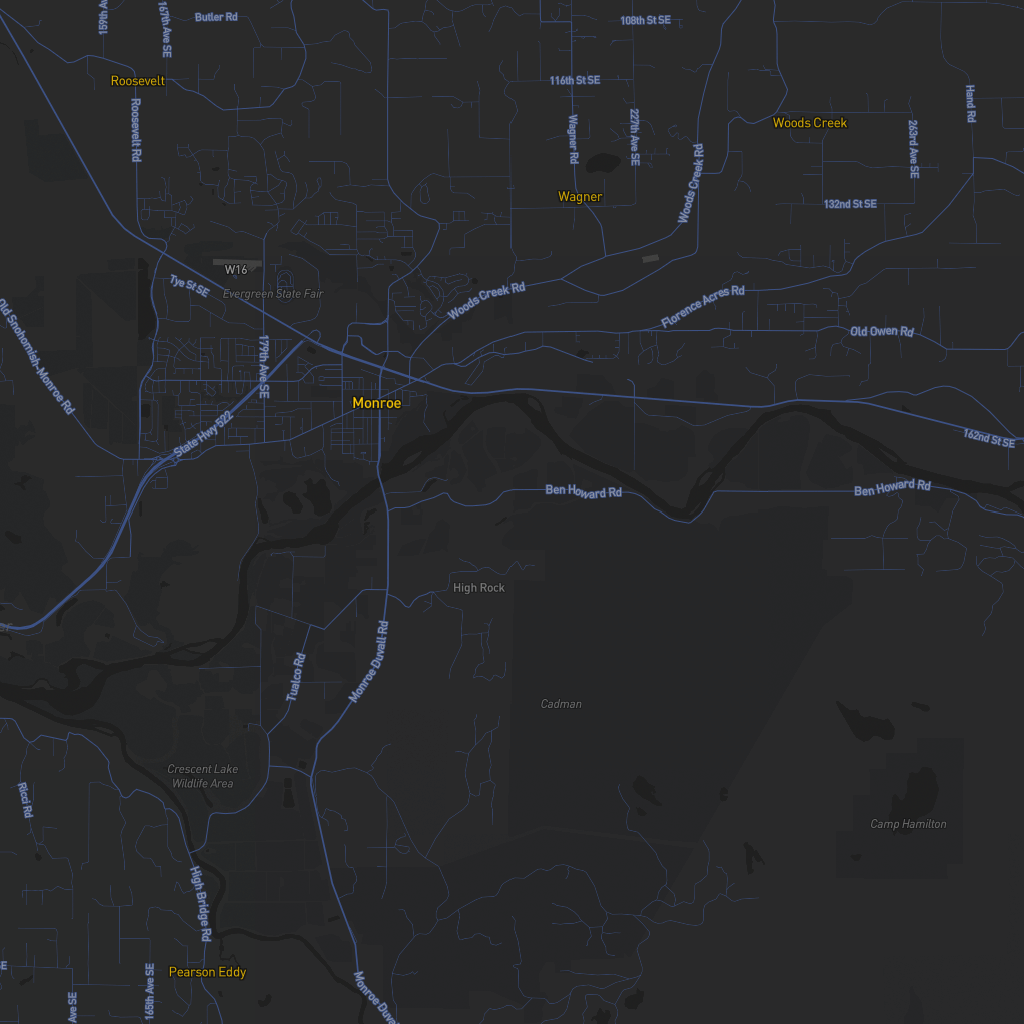 159th Av
167th Ave SE
Butler Rd
108th St SE
Roosevelt
116th St SE
Hand Rd
Roosevelt Rd
Wagner Rd
227th Ave SE
Woods Creek
263rd Ave SE
Woods Creek Rd
Wagner
132nd St SE
W16
Tye St SE
Evergreen State Fair
Woods Creek Rd
Florence Acres Rd
Old Snohomish-Monroe Rd
179th Ave SE
Old Owen Rd
Monroe
State Hwy 522
162nd St SE
Ben Howard Rd
Ben Howard Rd
High Rock
Monroe Duvall Rd
Tualco Rd
Cadman
Crescent Lake
Wildlife Area
Ricci Rd
Camp Hamilton
High Bridge Rd
Pearson Eddy
165th Ave SE
Ave SE
Monroe Duva